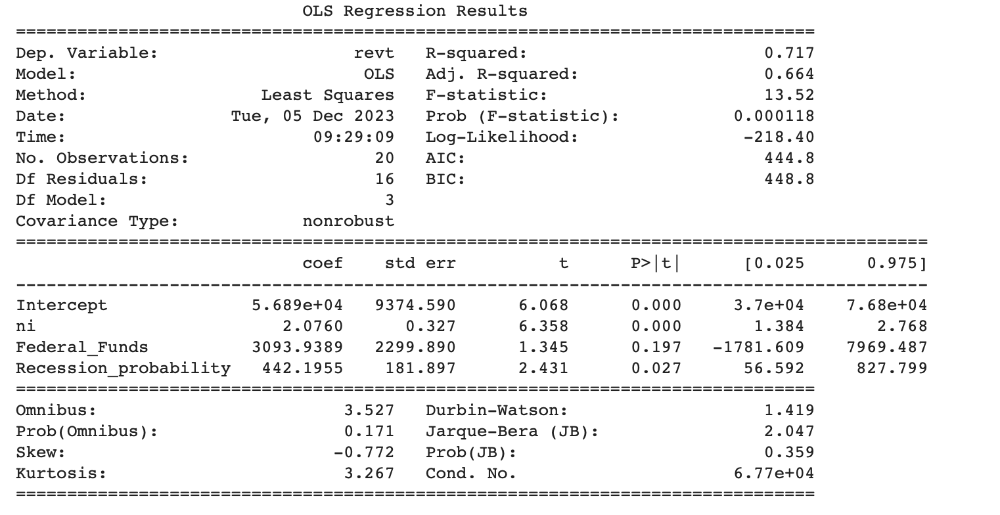 OLS Regression Results
==============================================================================
Dep. Variable: revt R-squared: 0.717
Model: OLS Adj. R-squared: 0.664
Method: Least Squares F-statistic: 13.52
Date: Tue, 05 Dec 2023 Prob (F-statistic): 0.000118
Time: 09:29:09 Log-Likelihood: -218.40
No. Observations: 20 AIC: 444.8
Df Residuals: 16 BIC: 448.8
Df Model: 3
Covariance Type: nonrobust
=========================================================================================
coef std err t P>|t| [0.025 0.975]
-----------------------------------------------------------------------------------------
Intercept 5.689e+04 9374.590 6.068 0.000 3.7e+04 7.68e+04
ni 2.0760 0.327 6.358 0.000 1.384 2.768
Federal_Funds 3093.9389 2299.890 1.345 0.197 -1781.609 7969.487
Recession_probability 442.1955 181.897 2.431 0.027 56.592 827.799
==============================================================================
Omnibus: 3.527 Durbin-Watson: 1.419
Prob(Omnibus): 0.171 Jarque-Bera (JB): 2.047
Skew: -0.772 Prob(JB): 0.359
Kurtosis: 3.267 Cond. No. 6.77e+04
==============================================================================